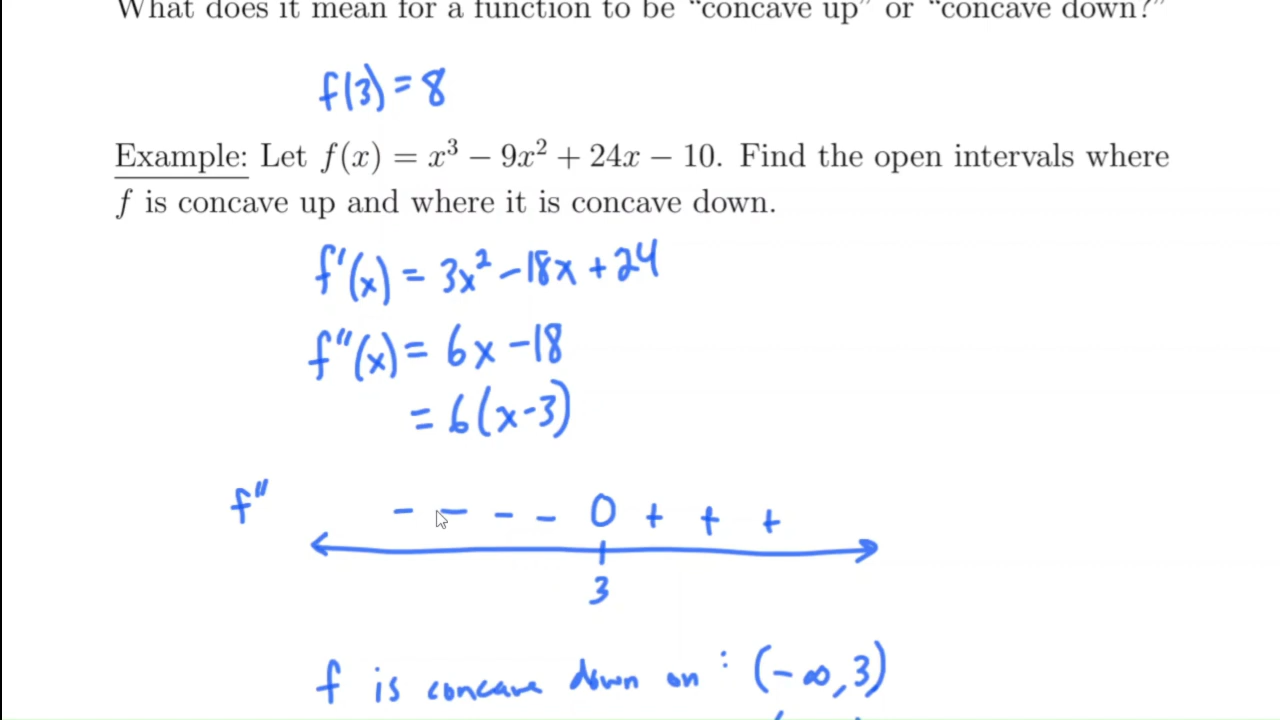 What does it mean for a function to be “concave up” or “concave down?”
f(3) = 8
Example: Let f(x) = x³ − 9x² + 24x − 10. Find the open intervals where
f is concave up and where it is concave down.
f'(x) = 3x² − 18x + 24
f''(x) = 6x − 18
= 6(x − 3)
f'' − − − − 0 + + +
3
f is concave down on : (−∞, 3)